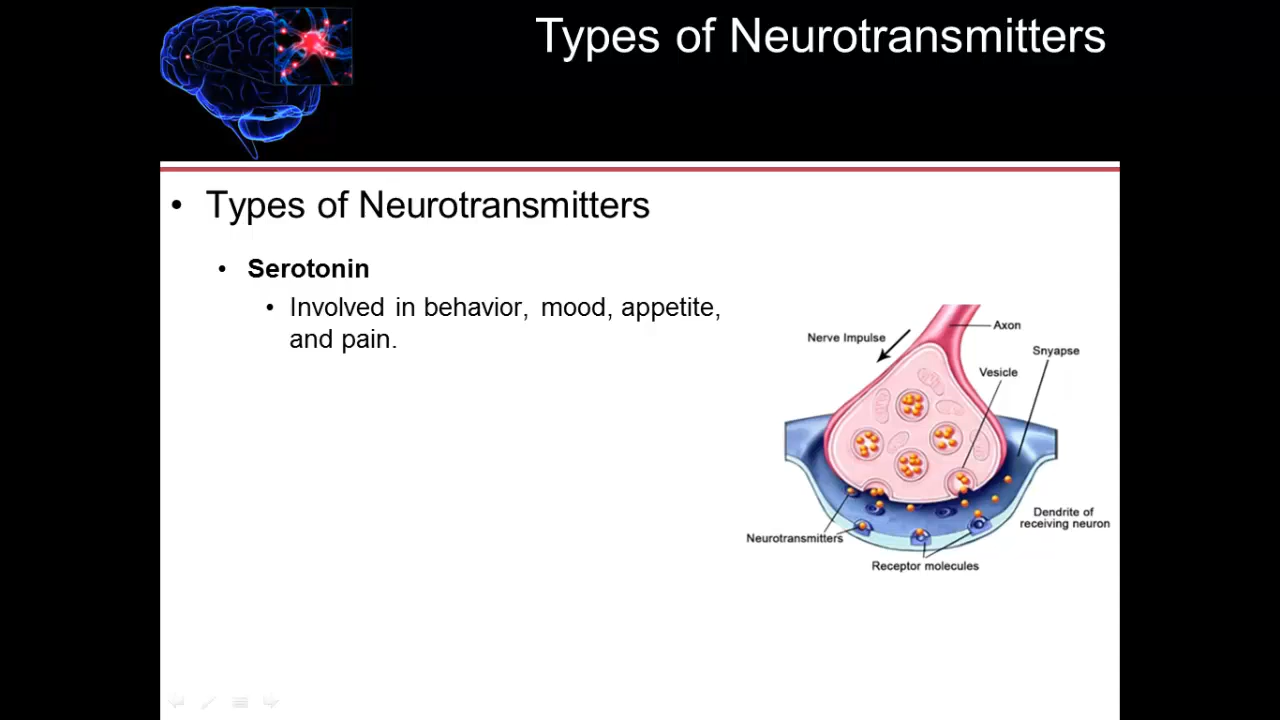 Types of Neurotransmitters
• Types of Neurotransmitters
• Serotonin
• Involved in behavior, mood, appetite,
and pain.
Nerve Impulse
Axon
Snyapse
Vesicle
Dendrite of
receiving neuron
Neurotransmitters
Receptor molecules